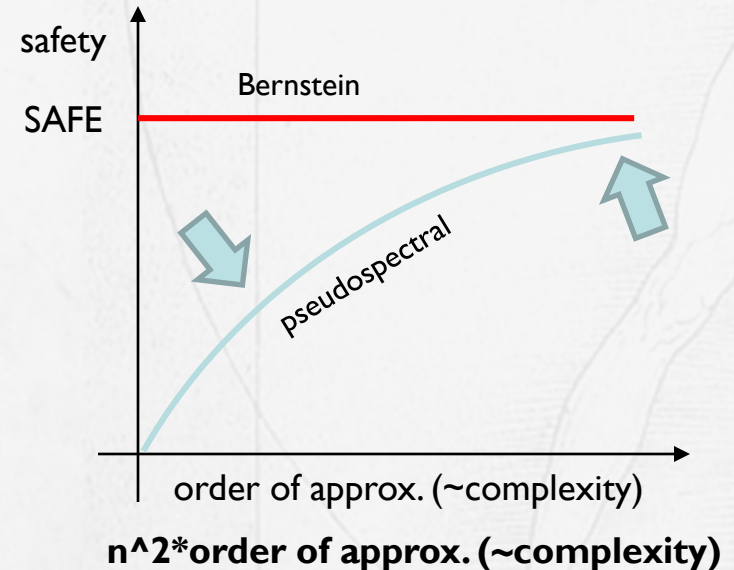 safety
Bernstein
SAFE
pseudospectral
order of approx. (~complexity)
n^2*order of approx. (~complexity)